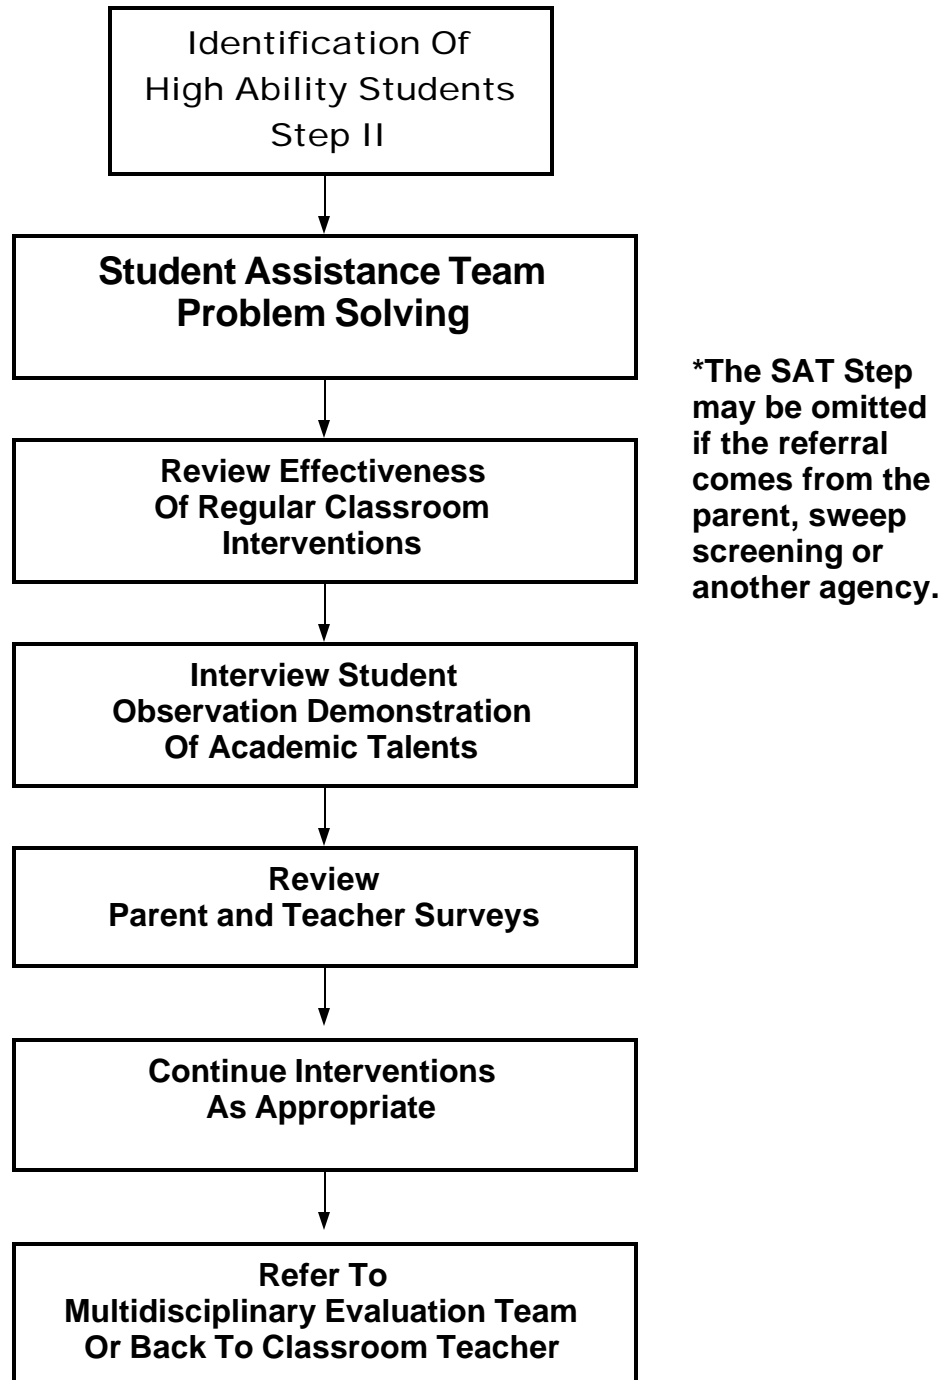 Identification Of
High Ability Students
Step II
Student Assistance Team
Problem Solving
*The SAT Step
may be omitted
if the referral
comes from the
parent, sweep
screening or
another agency.
Review Effectiveness
Of Regular Classroom
Interventions
Interview Student
Observation Demonstration
Of Academic Talents
Review
Parent and Teacher Surveys
Continue Interventions
As Appropriate
Refer To
Multidisciplinary Evaluation Team
Or Back To Classroom Teacher